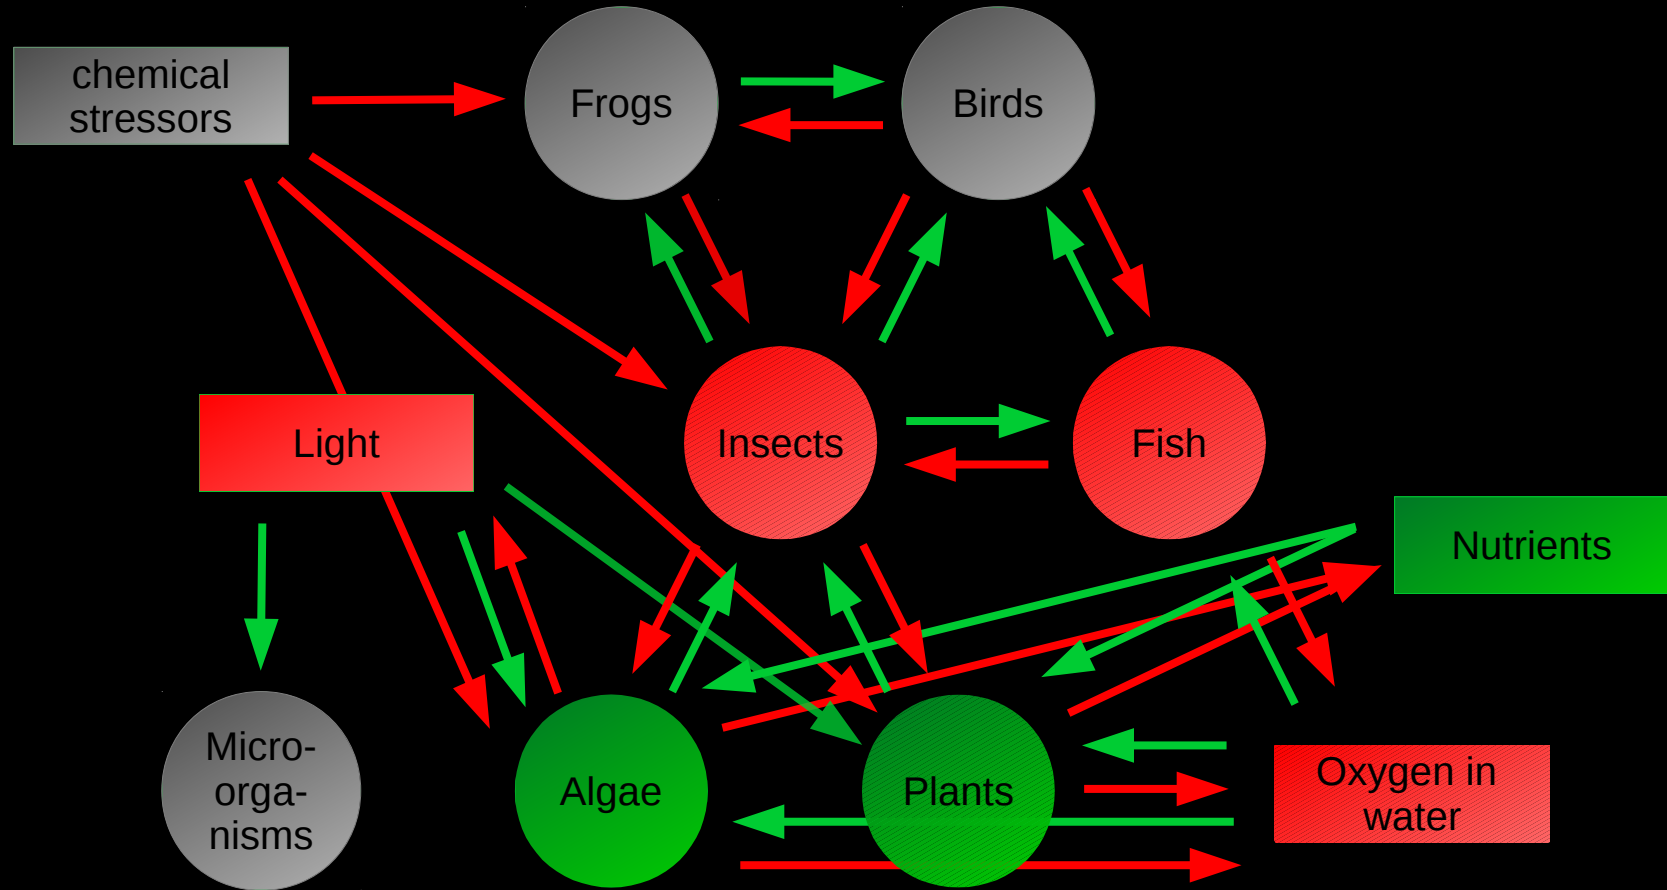 chemical
stressors
Frogs
Birds
Light
Insects
Fish
Nutrients
Micro-
orga-
nisms
Algae
Plants
Oxygen in
water